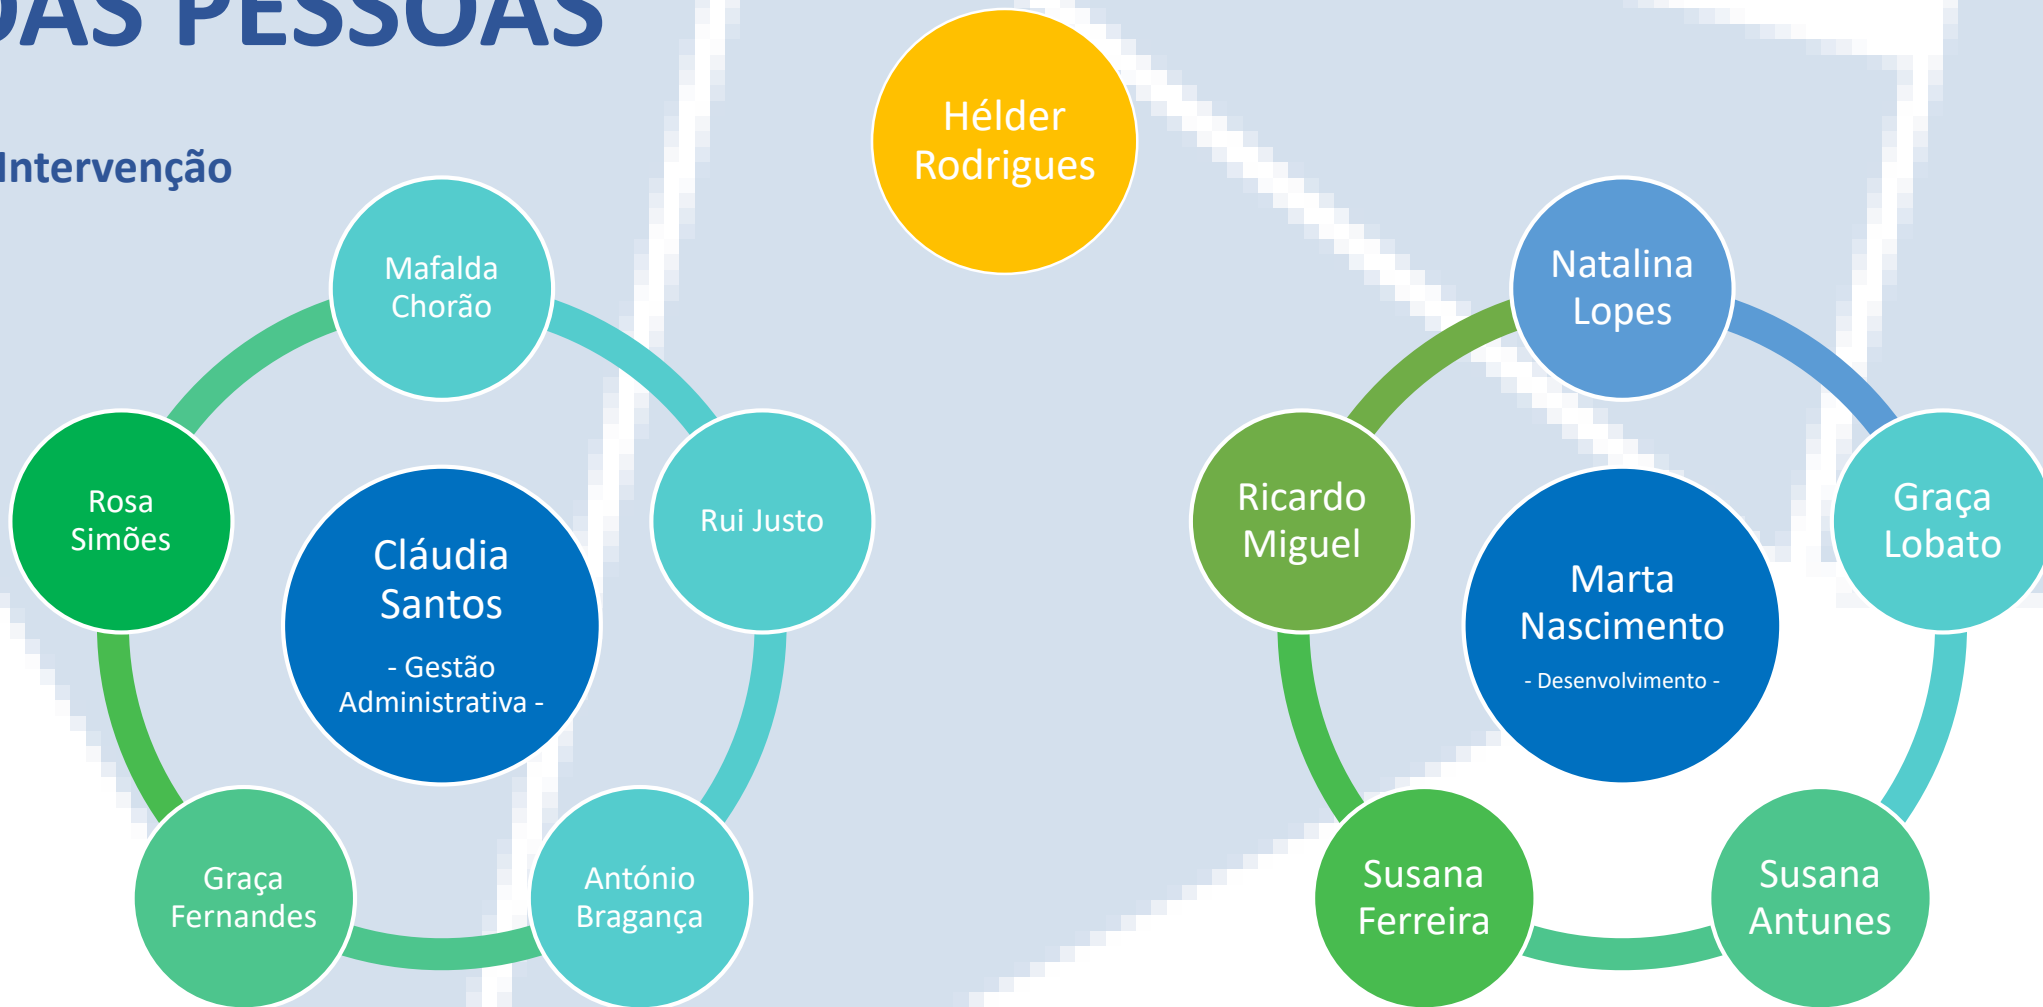 DAS PESSOAS
Intervenção
Hélder
Rodrigues
Mafalda
Chorão
Rui Justo
António
Bragança
Graça
Fernandes
Rosa
Simões
Cláudia
Santos
- Gestão
Administrativa -
Natalina
Lopes
Graça
Lobato
Susana
Antunes
Susana
Ferreira
Ricardo
Miguel
Marta
Nascimento
- Desenvolvimento -